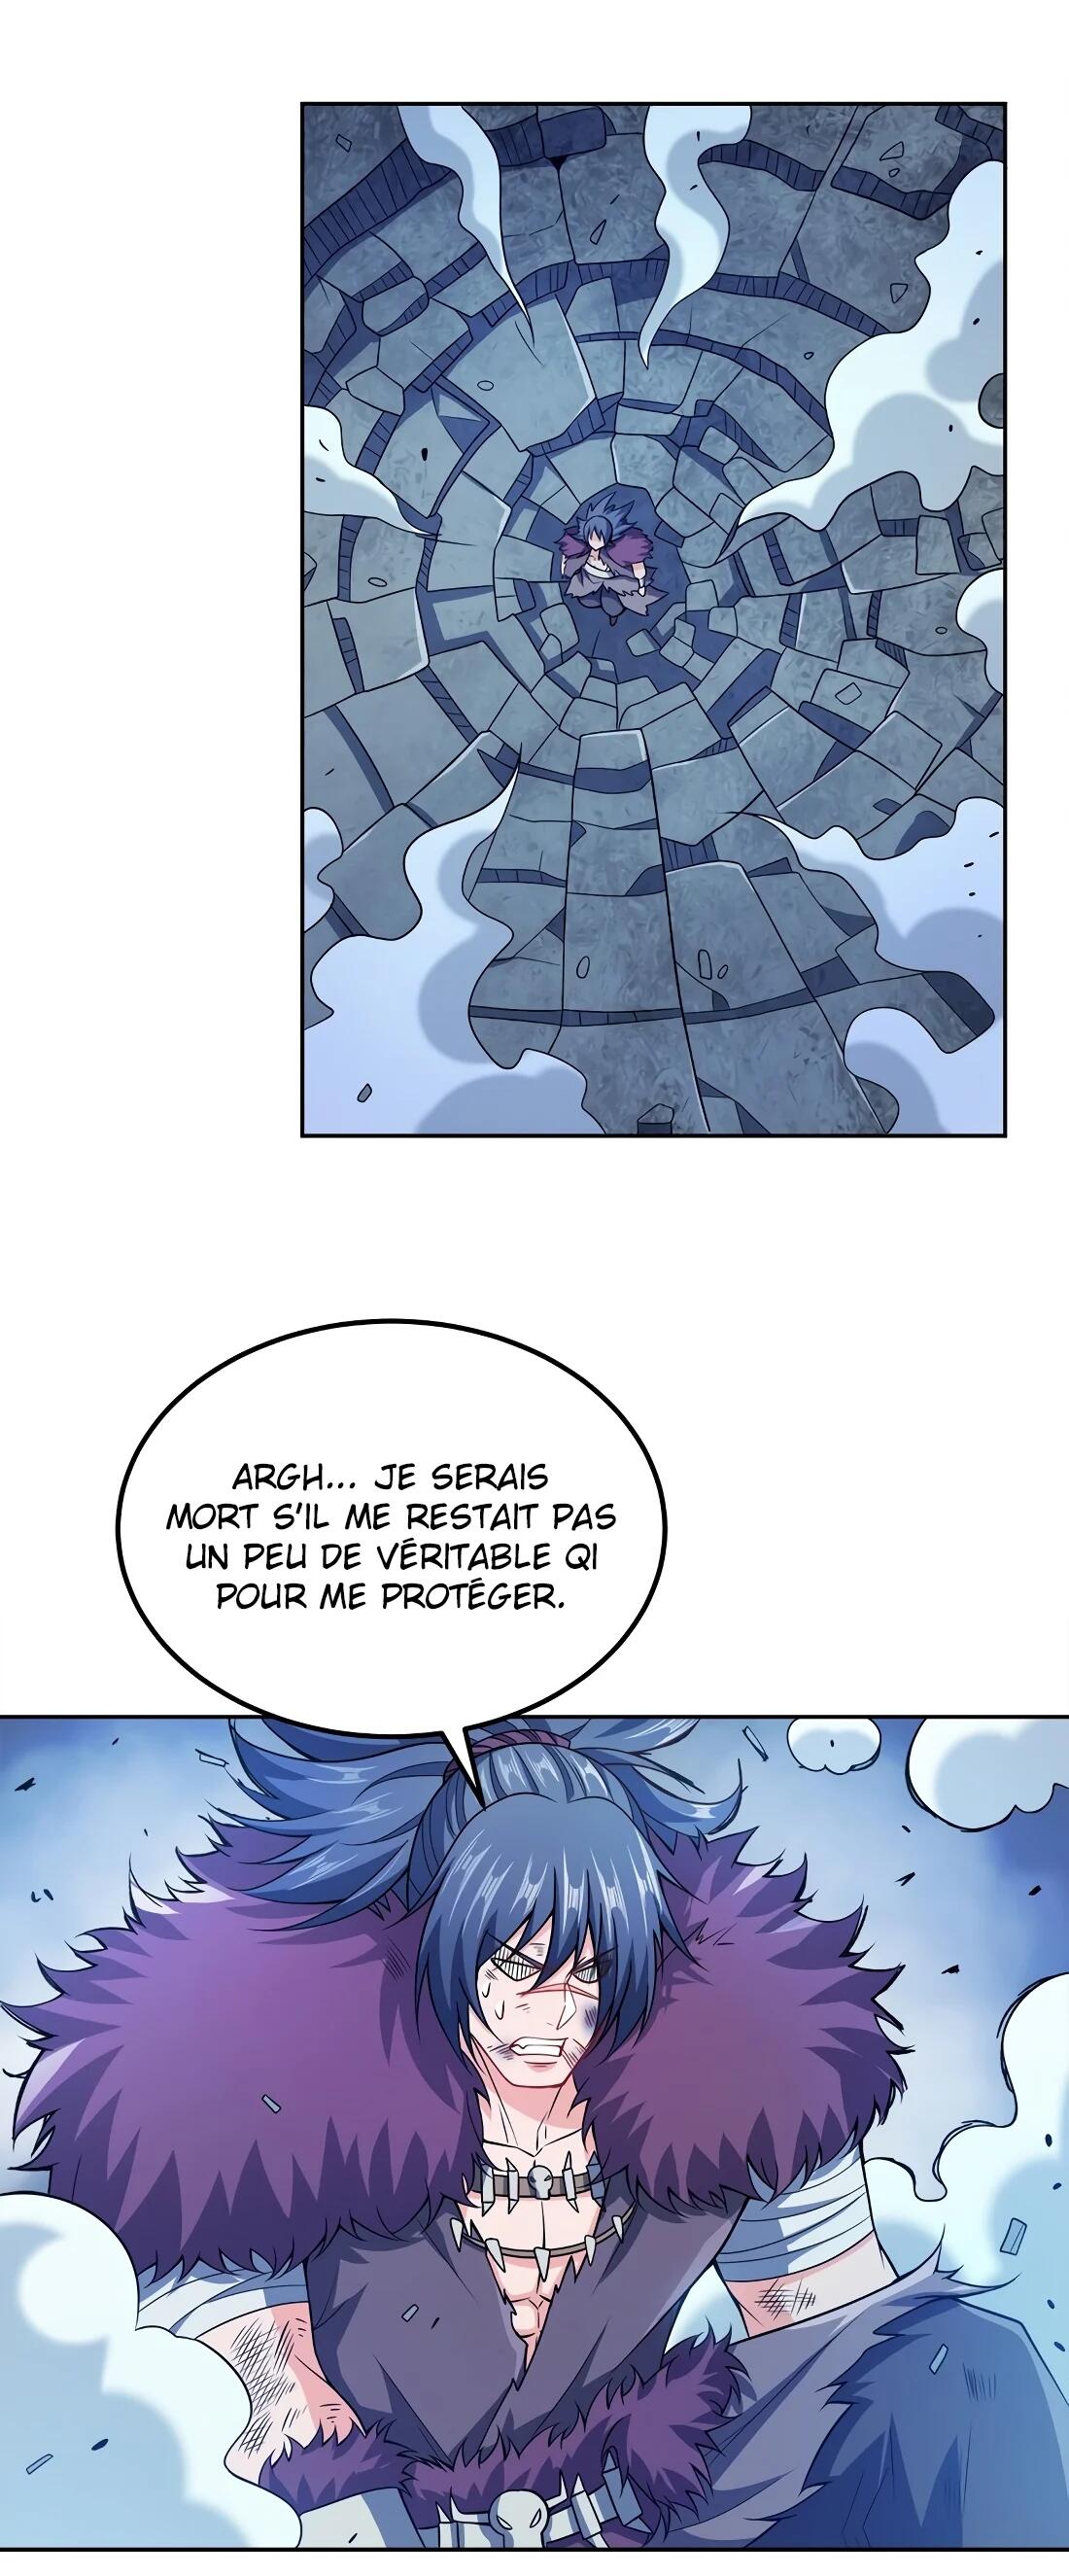 ARGH... JE SERAIS
MORT S'IL ME RESTAIT PAS
UN PEU DE VÉRITABLE QI
POUR ME PROTÉGER.